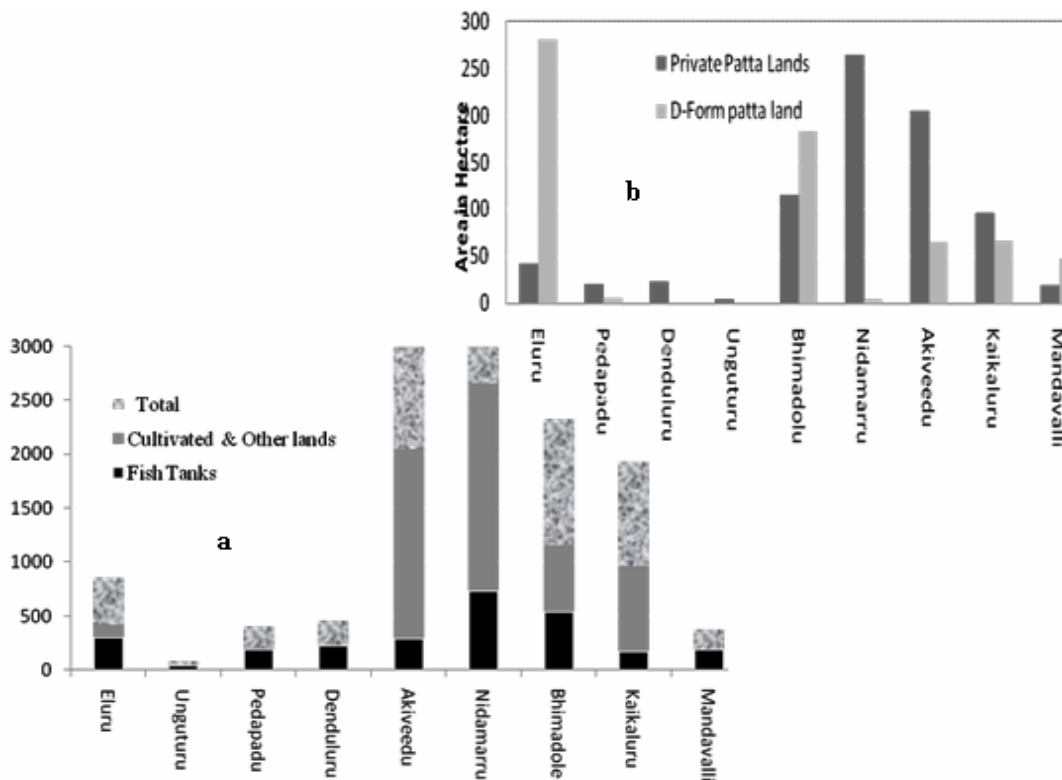 300
250
200
150
100
50
0
Area in Hectare
Private Patta Lands
D-Form patta land
b
Eluru
Pedapadu
Denduluru
Unguturu
Bhimadolu
Nidamarru
Akiveedu
Kaikaluru
Mandavalli
3000
2500
2000
1500
1000
500
0
Total
Cultivated & Other lands
Fish Tanks
a
Eluru
Unguturu
Pedapadu
Denduluru
Akiveedu
Nidamarru
Bhimadole
Kaikaluru
Mandavalli